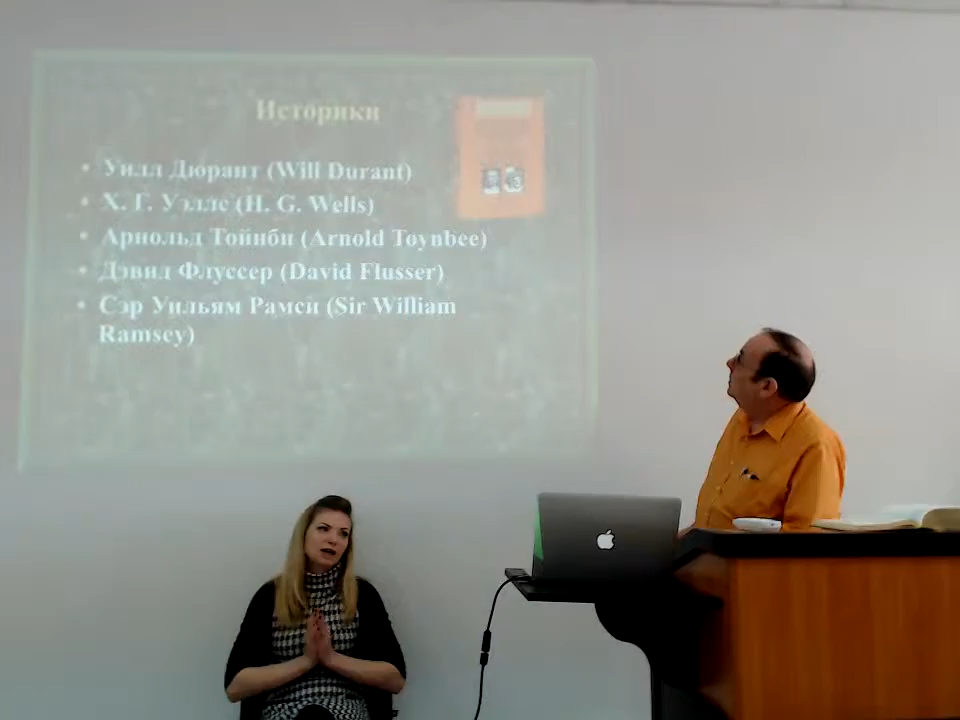 Историки
• Уилл Дюрант (Will Durant)
• Х. Г. Уэллс (H. G. Wells)
• Арнольд Тойнби (Arnold Toynbee)
• Дэвид Флуссер (David Flusser)
• Сэр Уильям Рамси (Sir William
Ramsey)